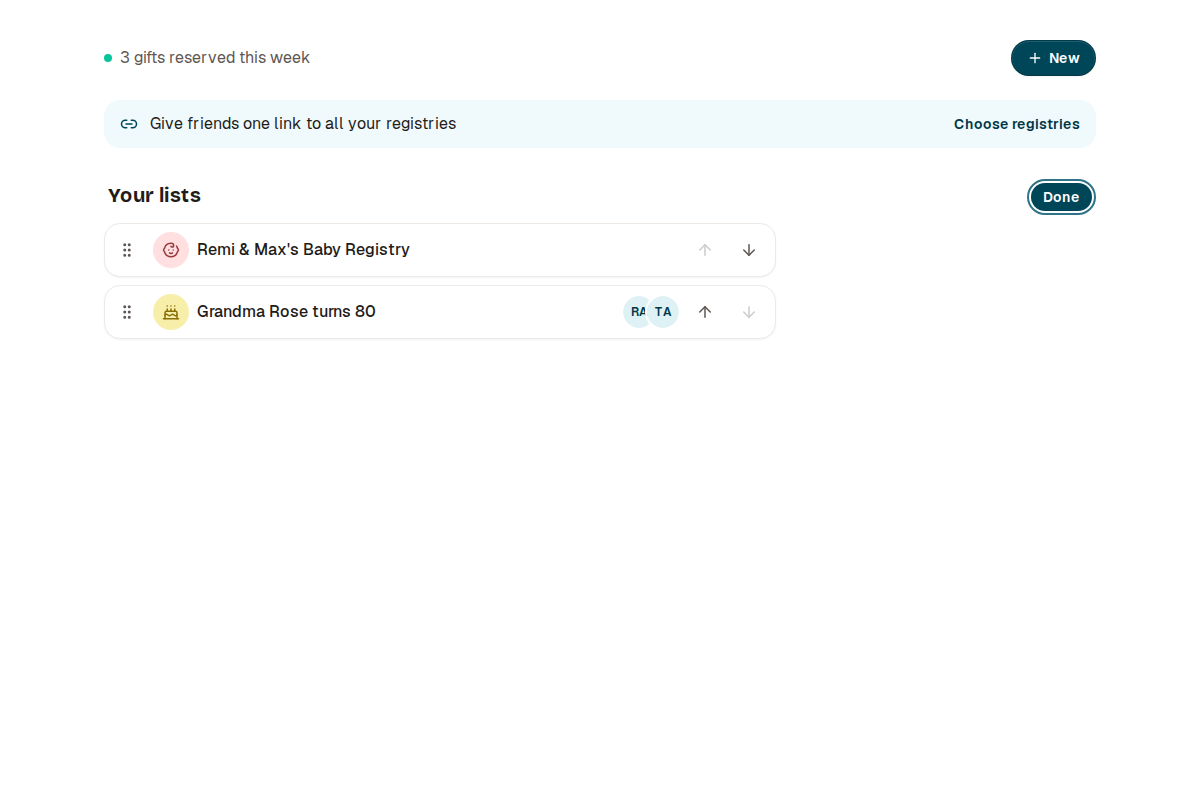 3 gifts reserved this week
New
Give friends one link to all your registries
Choose registries
Your lists
Done
Remi & Max's Baby Registry
Grandma Rose turns 80
RA TA